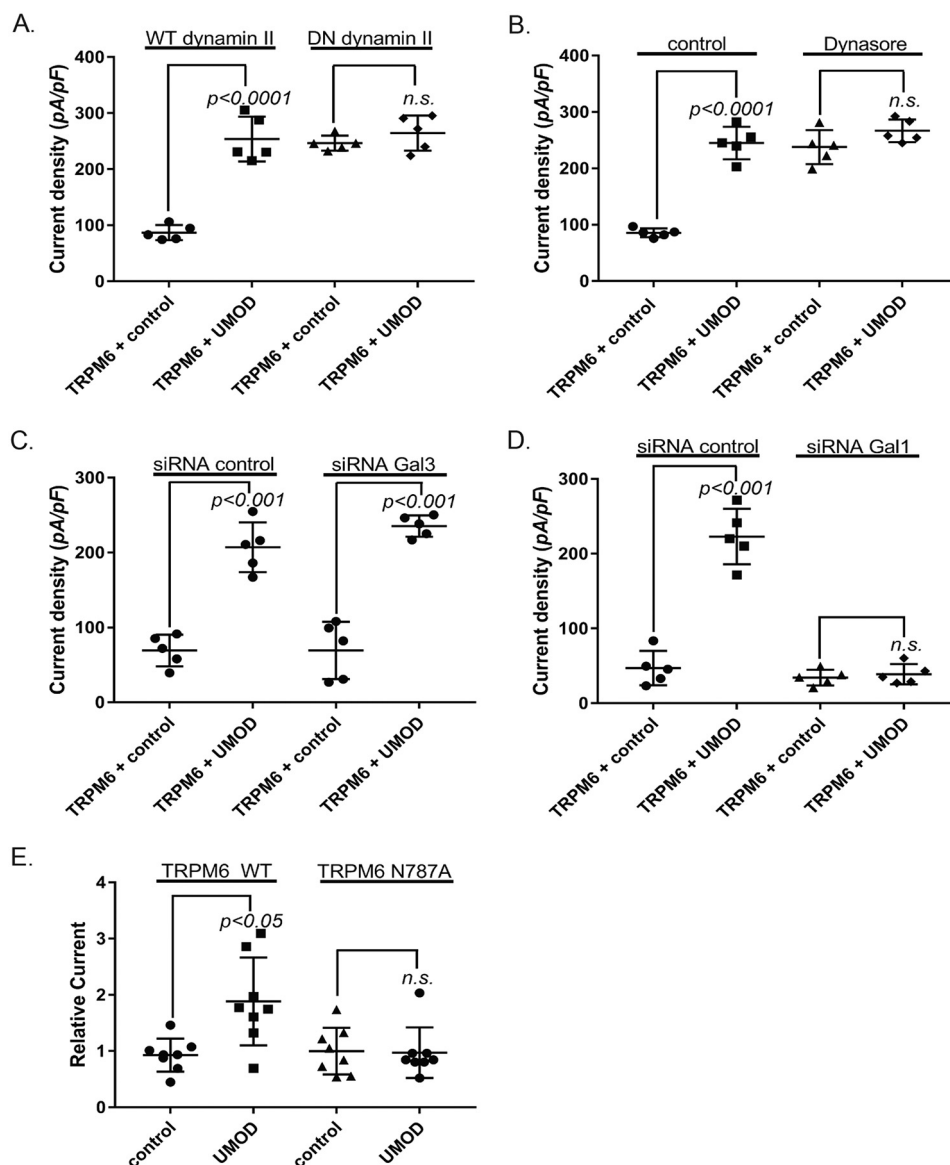 A.
WT dynamin II
DN dynamin II
Current density (pA/pF)
400
300
200
100
0
p<0.0001
n.s.
TRPM6 + control
TRPM6 + UMOD
TRPM6 + control
TRPM6 + UMOD
B.
control
Dynasore
Current density (pA/pF)
400
300
200
100
0
p<0.0001
n.s.
TRPM6 + control
TRPM6 + UMOD
TRPM6 + control
TRPM6 + UMOD
C.
siRNA control
siRNA Gal3
Current density (pA/pF)
300
200
100
0
p<0.001
p<0.001
TRPM6 + control
TRPM6 + UMOD
TRPM6 + control
TRPM6 + UMOD
D.
siRNA control
siRNA Gal1
Current density (pA/pF)
300
200
100
0
p<0.001
n.s.
TRPM6 + control
TRPM6 + UMOD
TRPM6 + control
TRPM6 + UMOD
E.
TRPM6 WT
TRPM6 N787A
Relative Current
4
3
2
1
0
p<0.05
n.s.
control
UMOD
control
UMOD